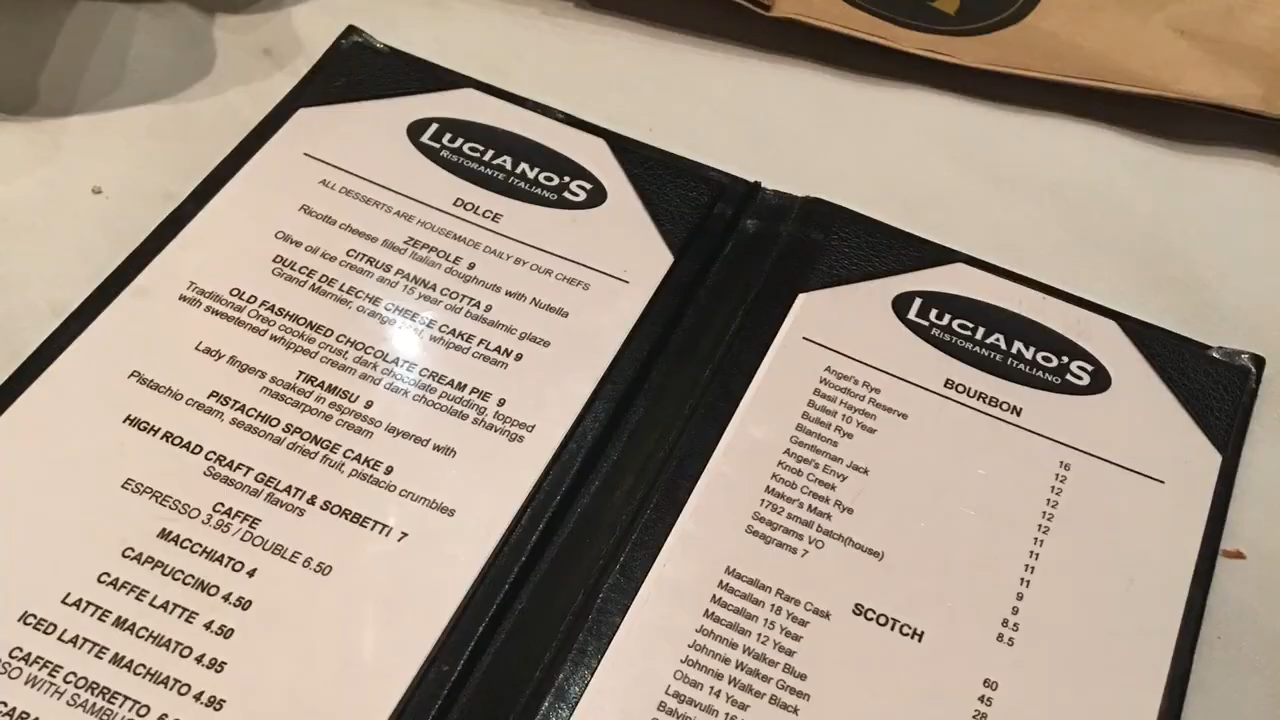 LUCIANO'S
RISTORANTE ITALIANO
DOLCE
ALL DESSERTS ARE HOUSEMADE DAILY BY OUR CHEFS
ZEPPOLE 9
Ricotta cheese filled Italian doughnuts with Nutella
CITRUS PANNA COTTA 9
Olive oil ice cream and 15 year old balsalmic glaze
DULCE DE LECHE CHEESE CAKE FLAN 9
Grand Marnier, orange whiped cream
OLD FASHIONED CHOCOLATE CREAM PIE 9
Traditional Oreo cookie crust, dark chocolate pudding, topped
with sweetened whipped cream and dark chocolate shavings
TIRAMISU 9
Lady fingers soaked in espresso layered with
mascarpone cream
PISTACHIO SPONGE CAKE 9
Pistachio cream, seasonal dried fruit, pistacio crumbles
HIGH ROAD CRAFT GELATI & SORBETTI 7
Seasonal flavors
CAFFE
ESPRESSO 3.95 / DOUBLE 6.50
MACCHIATO 4
CAPPUCCINO 4.50
CAFFE LATTE 4.50
LATTE MACHIATO 4.95
ICED LATTE MACHIATO 4.95
CAFFE CORRETTO
WITH
LUCIANO'S
RISTORANTE ITALIANO
BOURBON
Angel's Rye 16
Woodford Reserve 12
Basil Hayden 12
Bulleit 10 Year 12
Bulleit Rye 12
Blantons 12
Gentleman Jack 11
Angel's Envy 11
Knob Creek 11
Knob Creek Rye 11
Maker's Mark 9
1792 small batch(house) 9
Seagrams VO 8.5
Seagrams 7 8.5
SCOTCH
Macallan Rare Cask 60
Macallan 18 Year 45
Macallan 15 Year 28
Macallan 12 Year
Johnnie Walker Blue
Johnnie Walker Green
Johnnie Walker Black
Oban 14 Year
Lagavulin